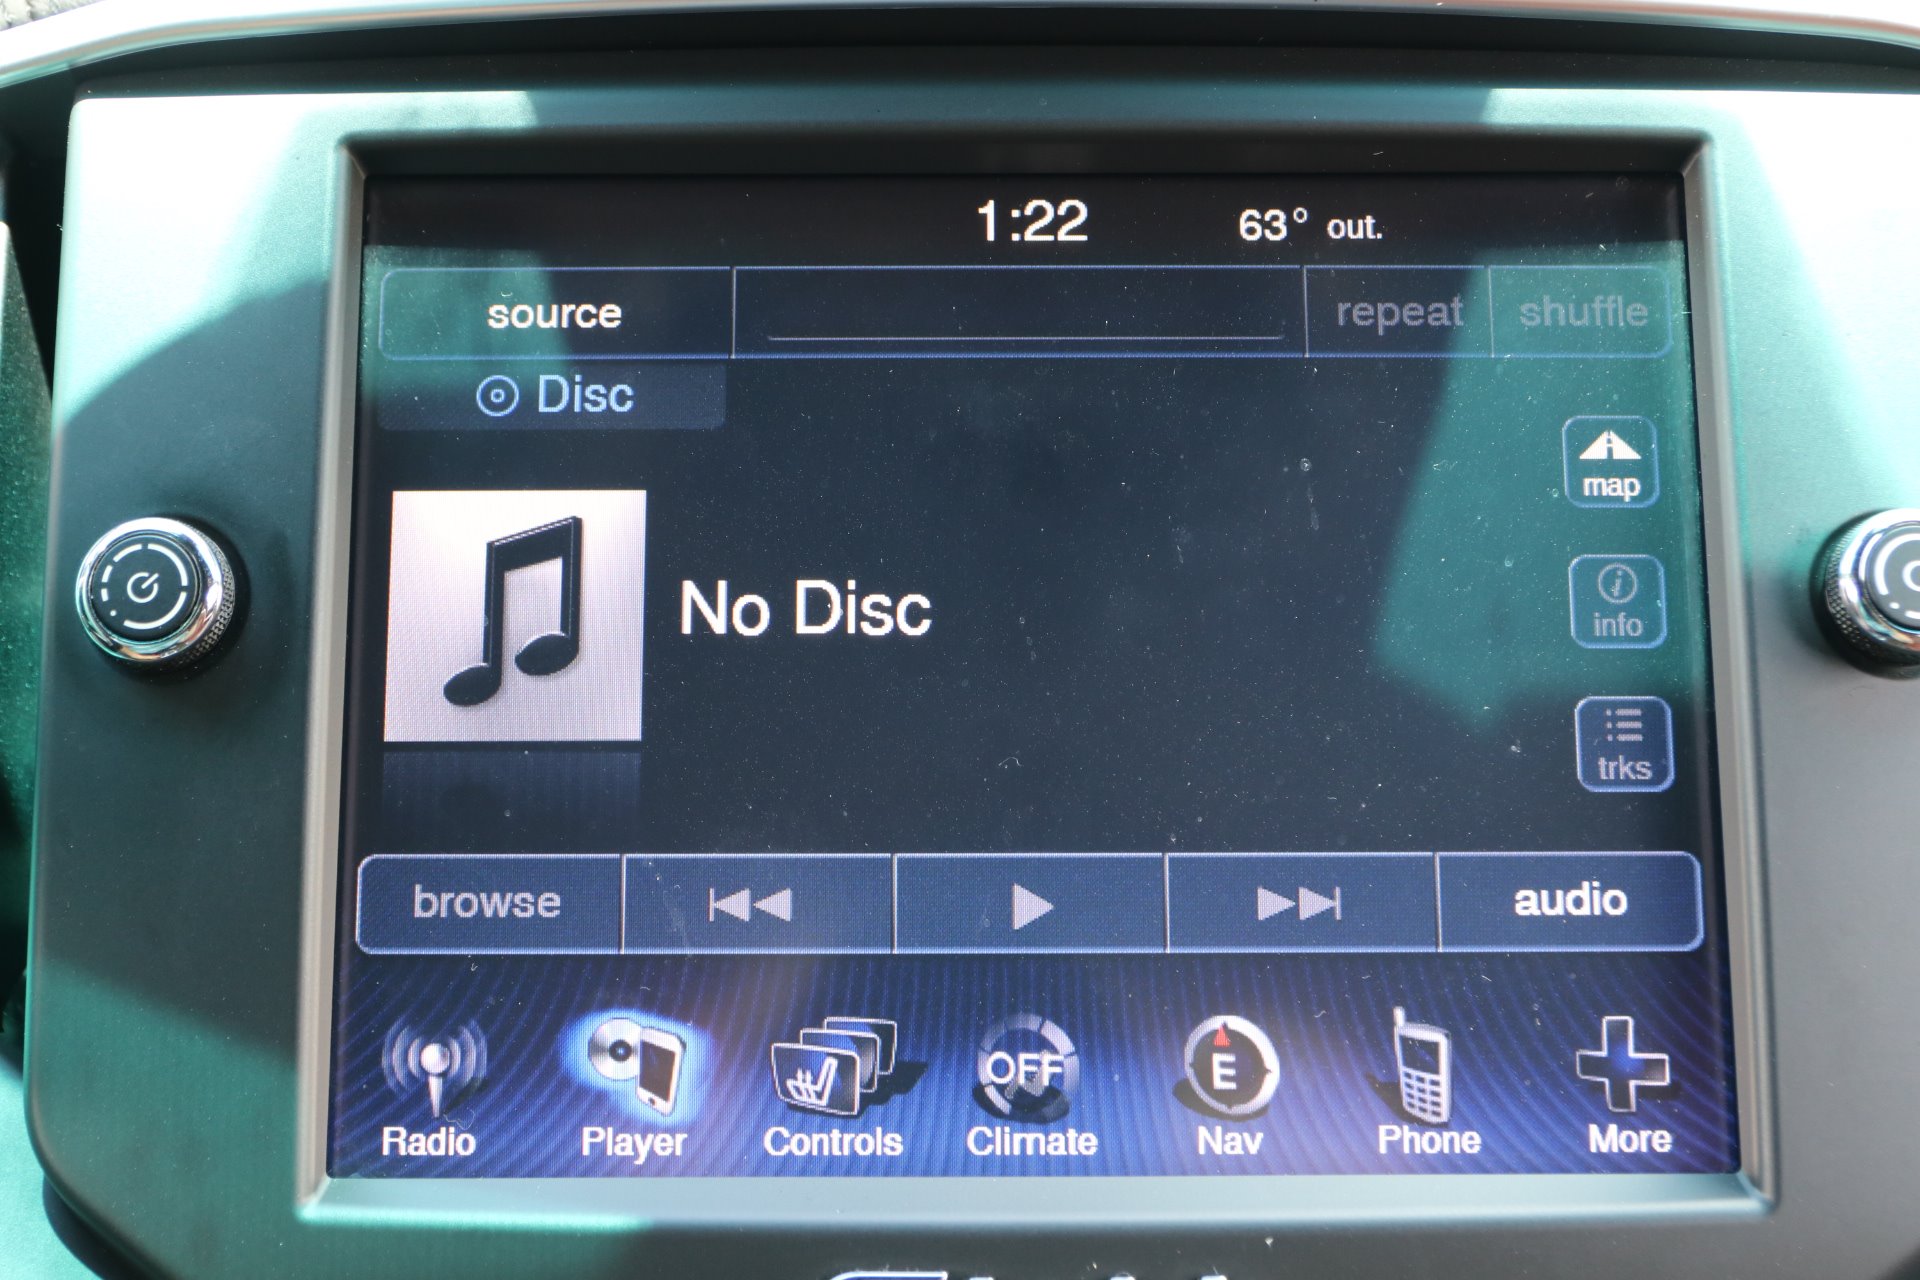 1:22 63° out.
source repeat shuffle
Disc
map
No Disc
info
trks
browse audio
OFF E
Radio Player Controls Climate Nav Phone More